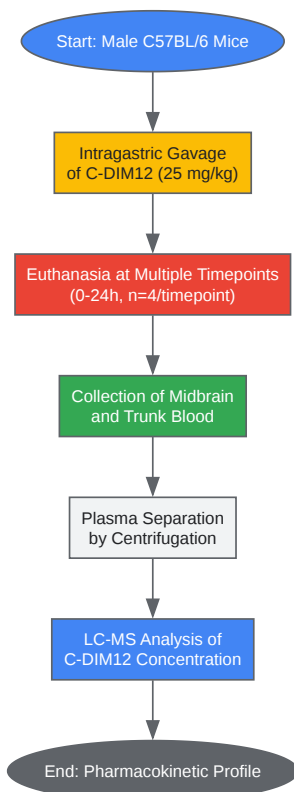 Start: Male C57BL/6 Mice
Intragastric Gavage
of C-DIM12 (25 mg/kg)
Euthanasia at Multiple Timepoints
(0-24h, n=4/timepoint)
Collection of Midbrain
and Trunk Blood
Plasma Separation
by Centrifugation
LC-MS Analysis of
C-DIM12 Concentration
End: Pharmacokinetic Profile